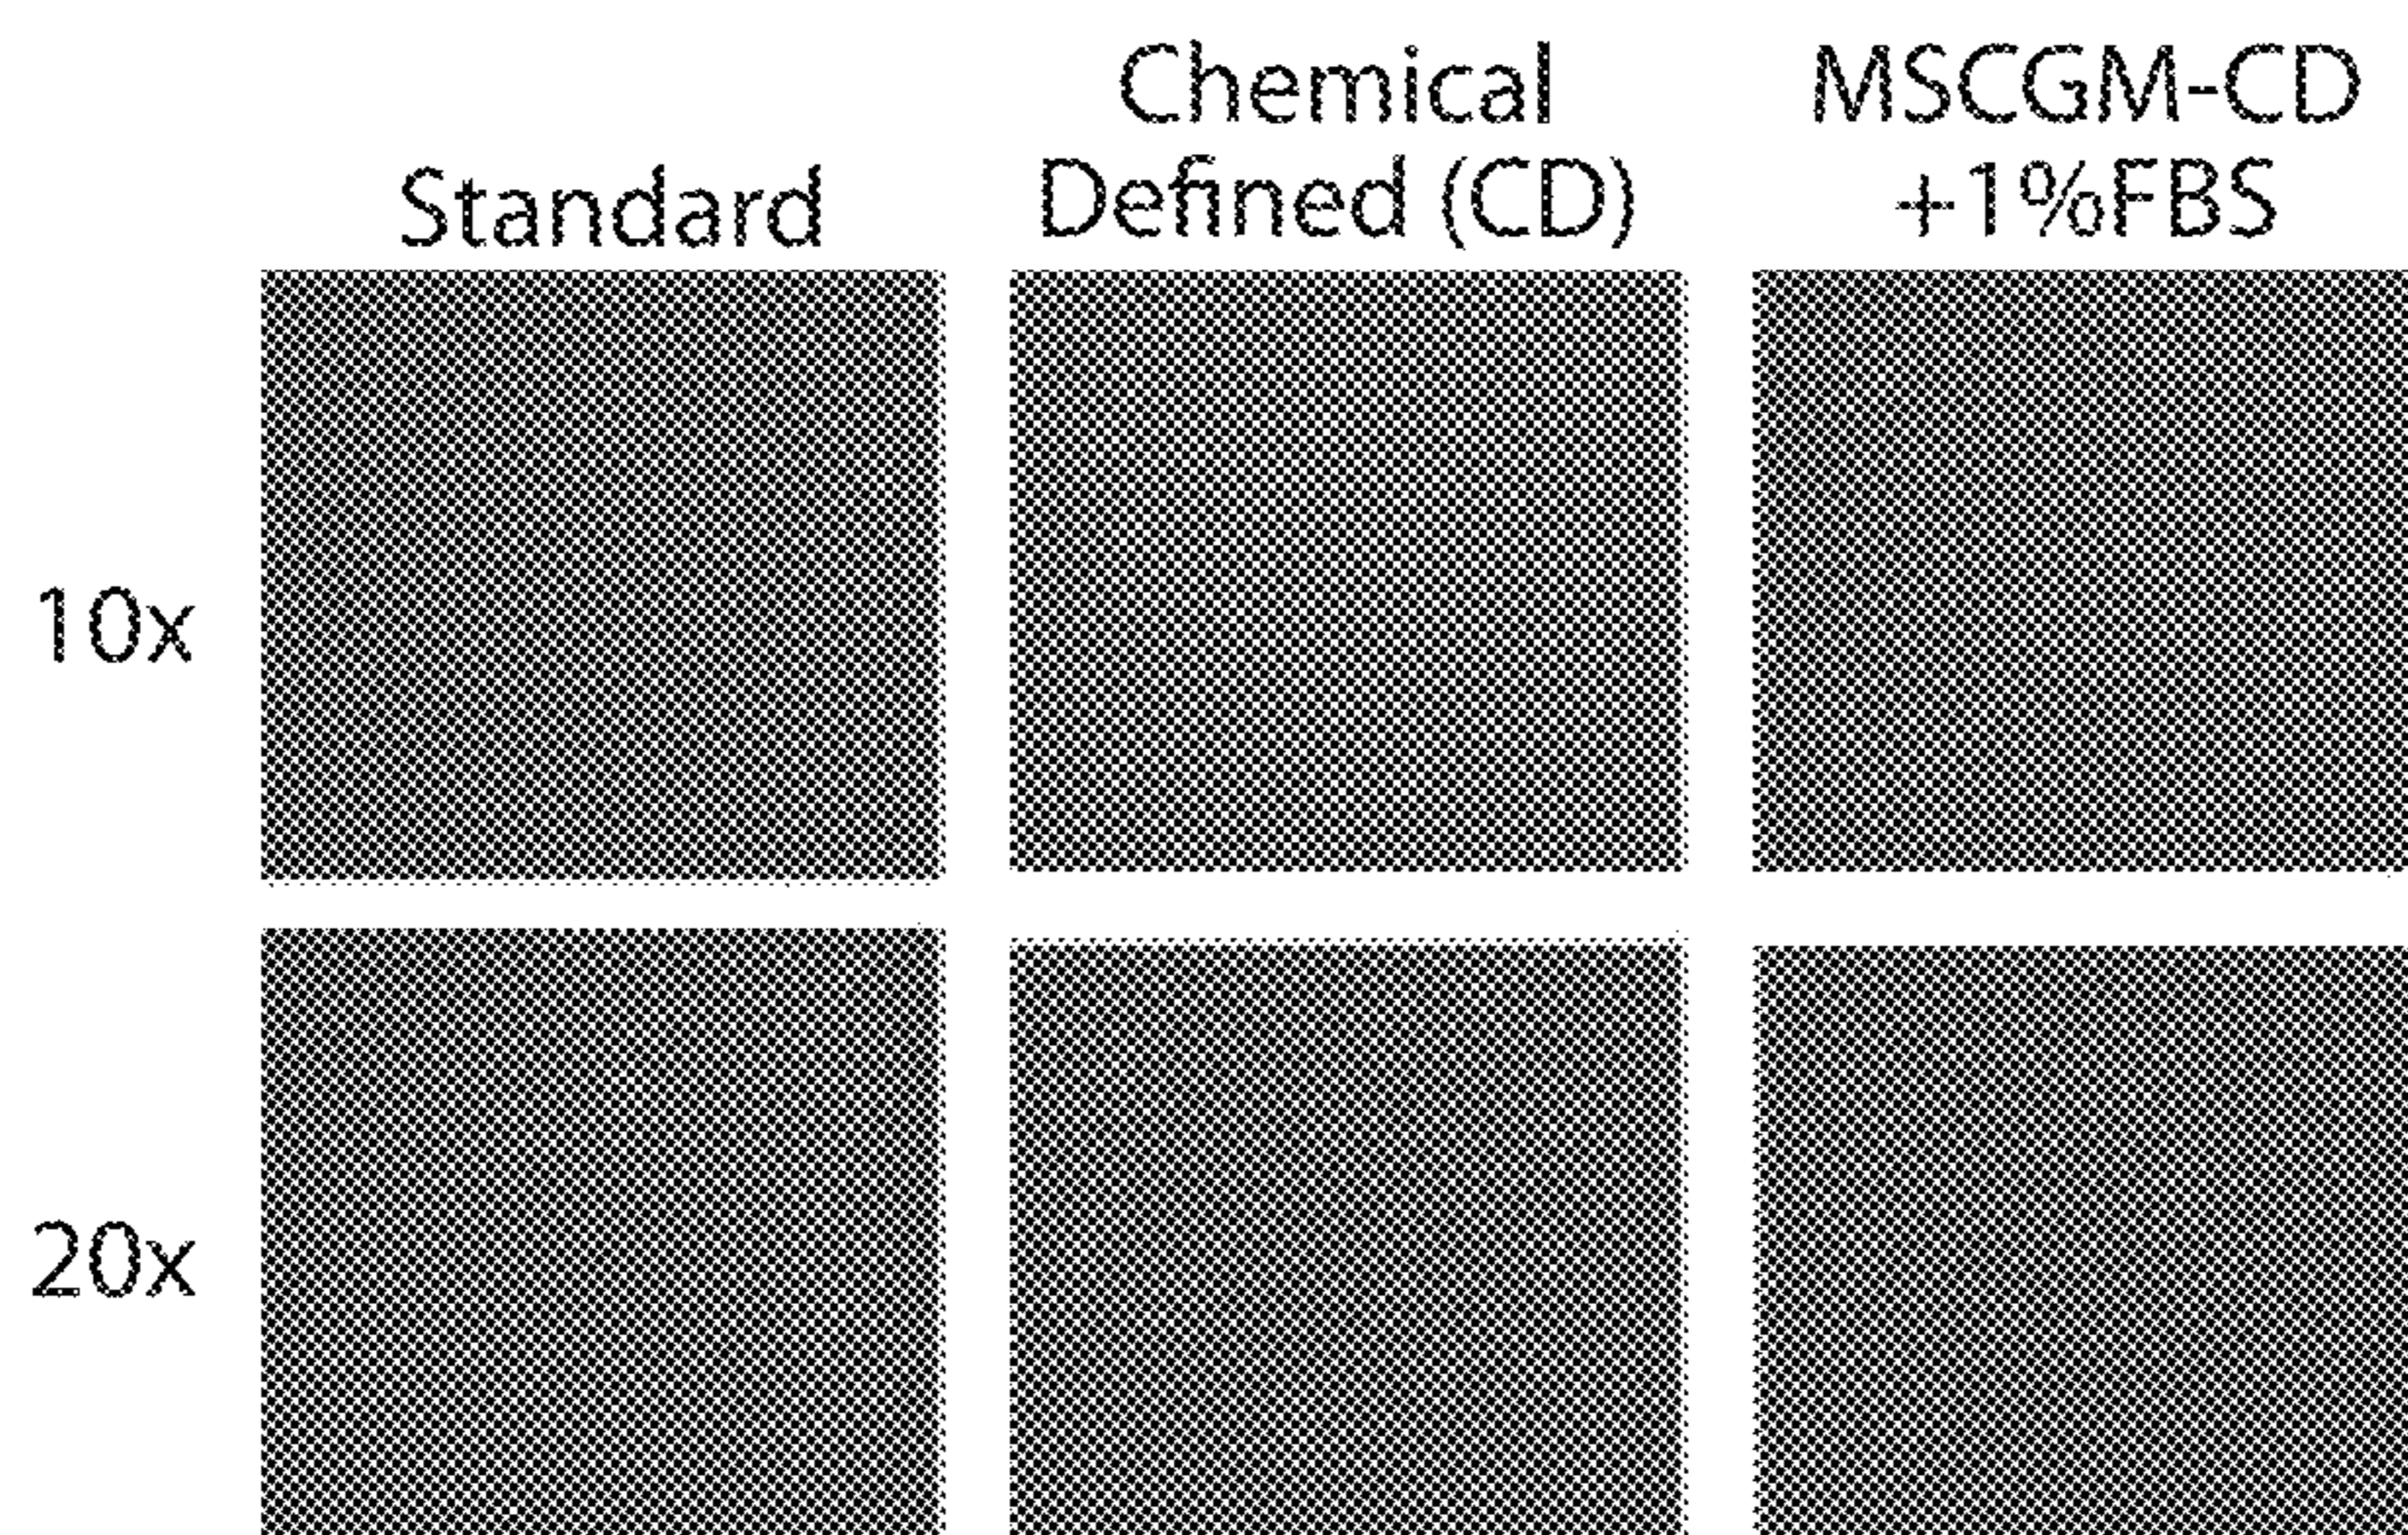 Standard
Chemical
Defined (CD)
MSCGM-CD
+1%FBS
10x
20x